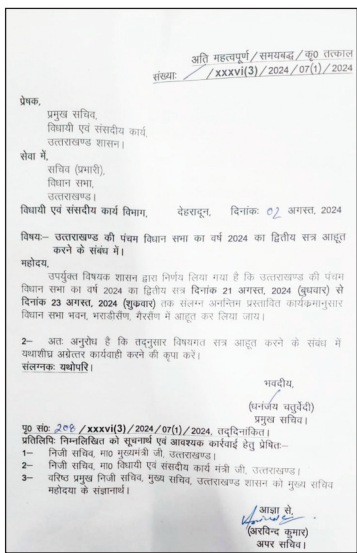 अति महत्वपूर्ण/समयबद्ध/कृ0 तत्काल
संख्याः /xxxvi(3)/2024/07(1)/2024
प्रेषक,
प्रमुख सचिव,
विधायी एवं संसदीय कार्य,
उत्तराखण्ड शासन।
सेवा में,
सचिव (प्रभारी),
विधान सभा,
उत्तराखण्ड।
विधायी एवं संसदीय कार्य विभाग, देहरादून, दिनांकः 02 अगस्त, 2024
विषयः– उत्तराखण्ड की पंचम विधान सभा का वर्ष 2024 का द्वितीय सत्र आहूत
करने के संबंध में।
महोदय,
उपर्युक्त विषयक शासन द्वारा निर्णय लिया गया है कि उत्तराखण्ड की पंचम
विधान सभा का वर्ष 2024 का द्वितीय सत्र दिनांक 21 अगस्त, 2024 (बुधवार) से
दिनांक 23 अगस्त, 2024 (शुक्रवार) तक संलग्न अनन्तिम प्रस्तावित कार्यक्रमानुसार
विधान सभा भवन, भराडीसैंण, गैरसैंण में आहूत कर लिया जाय।
2– अतः अनुरोध है कि तद्नुसार विषयगत सत्र आहूत करने के संबंध में
यथाशीघ्र अग्रेत्तर कार्यवाही करने की कृपा करें।
संलग्नकः यथोपरि।
भवदीय,
(धनंजय चतुर्वेदी)
प्रमुख सचिव।
पृ0 सं0: 208/xxxvi(3)/2024/07(1)/2024, तद्दिनांकित।
प्रतिलिपिः निम्नलिखित को सूचनार्थ एवं आवश्यक कार्रवाई हेतु प्रेषितः–
1– निजी सचिव, मा0 मुख्यमंत्री जी, उत्तराखण्ड।
2– निजी सचिव, मा0 विधायी एवं संसदीय कार्य मंत्री जी, उत्तराखण्ड।
3– वरिष्ठ प्रमुख निजी सचिव, मुख्य सचिव, उत्तराखण्ड शासन को मुख्य सचिव
महोदया के संज्ञानार्थ।
आज्ञा से,
(अरविन्द कुमार)
अपर सचिव।